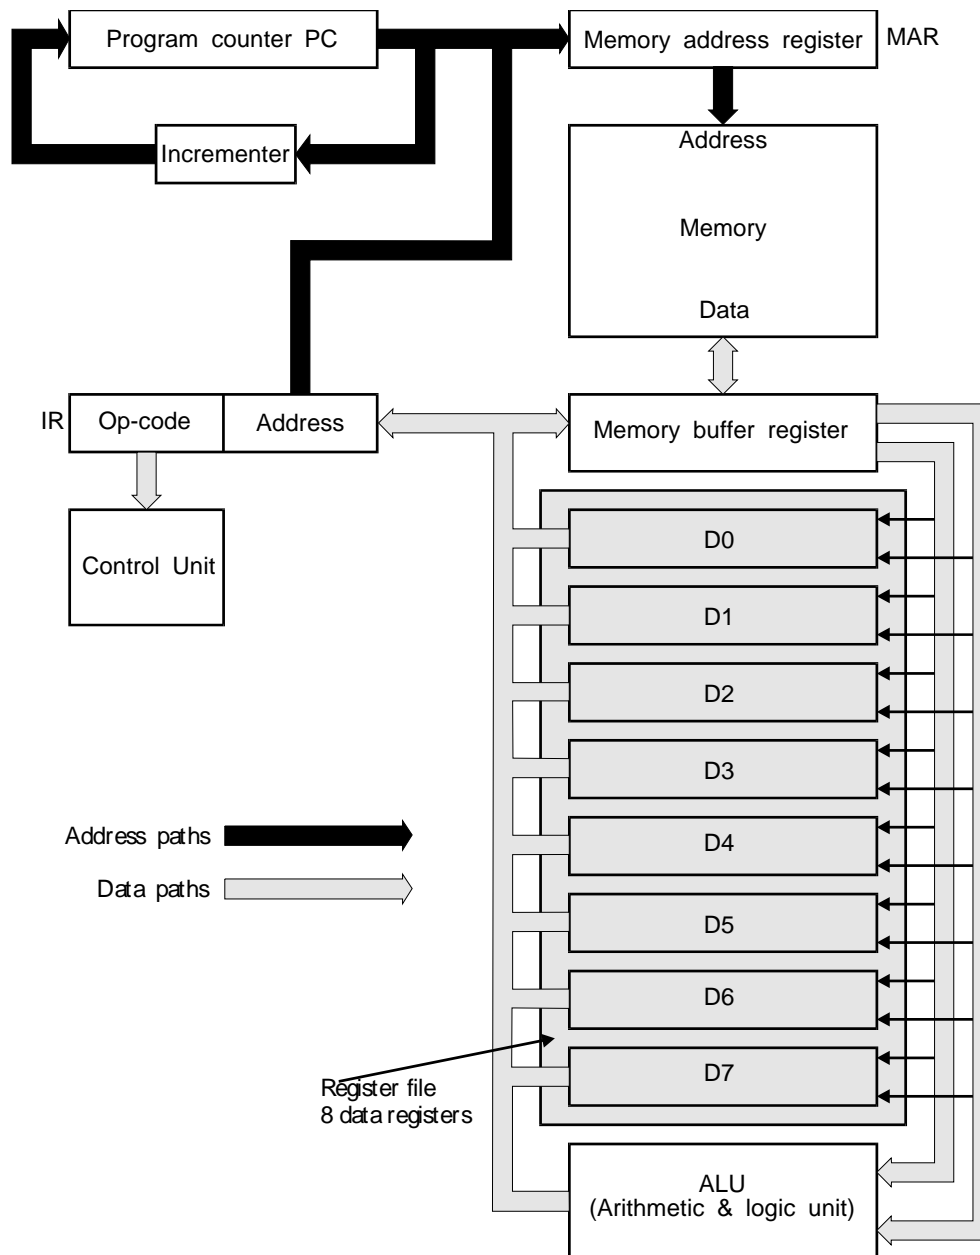 Program counter PC
Memory address register
MAR
Incrementer
Address
Memory
Data
IR
Op-code
Address
Memory buffer register
Control Unit
D0
D1
D2
D3
D4
D5
D6
D7
Address paths
Data paths
Register file
8 data registers
ALU
(Arithmetic & logic unit)